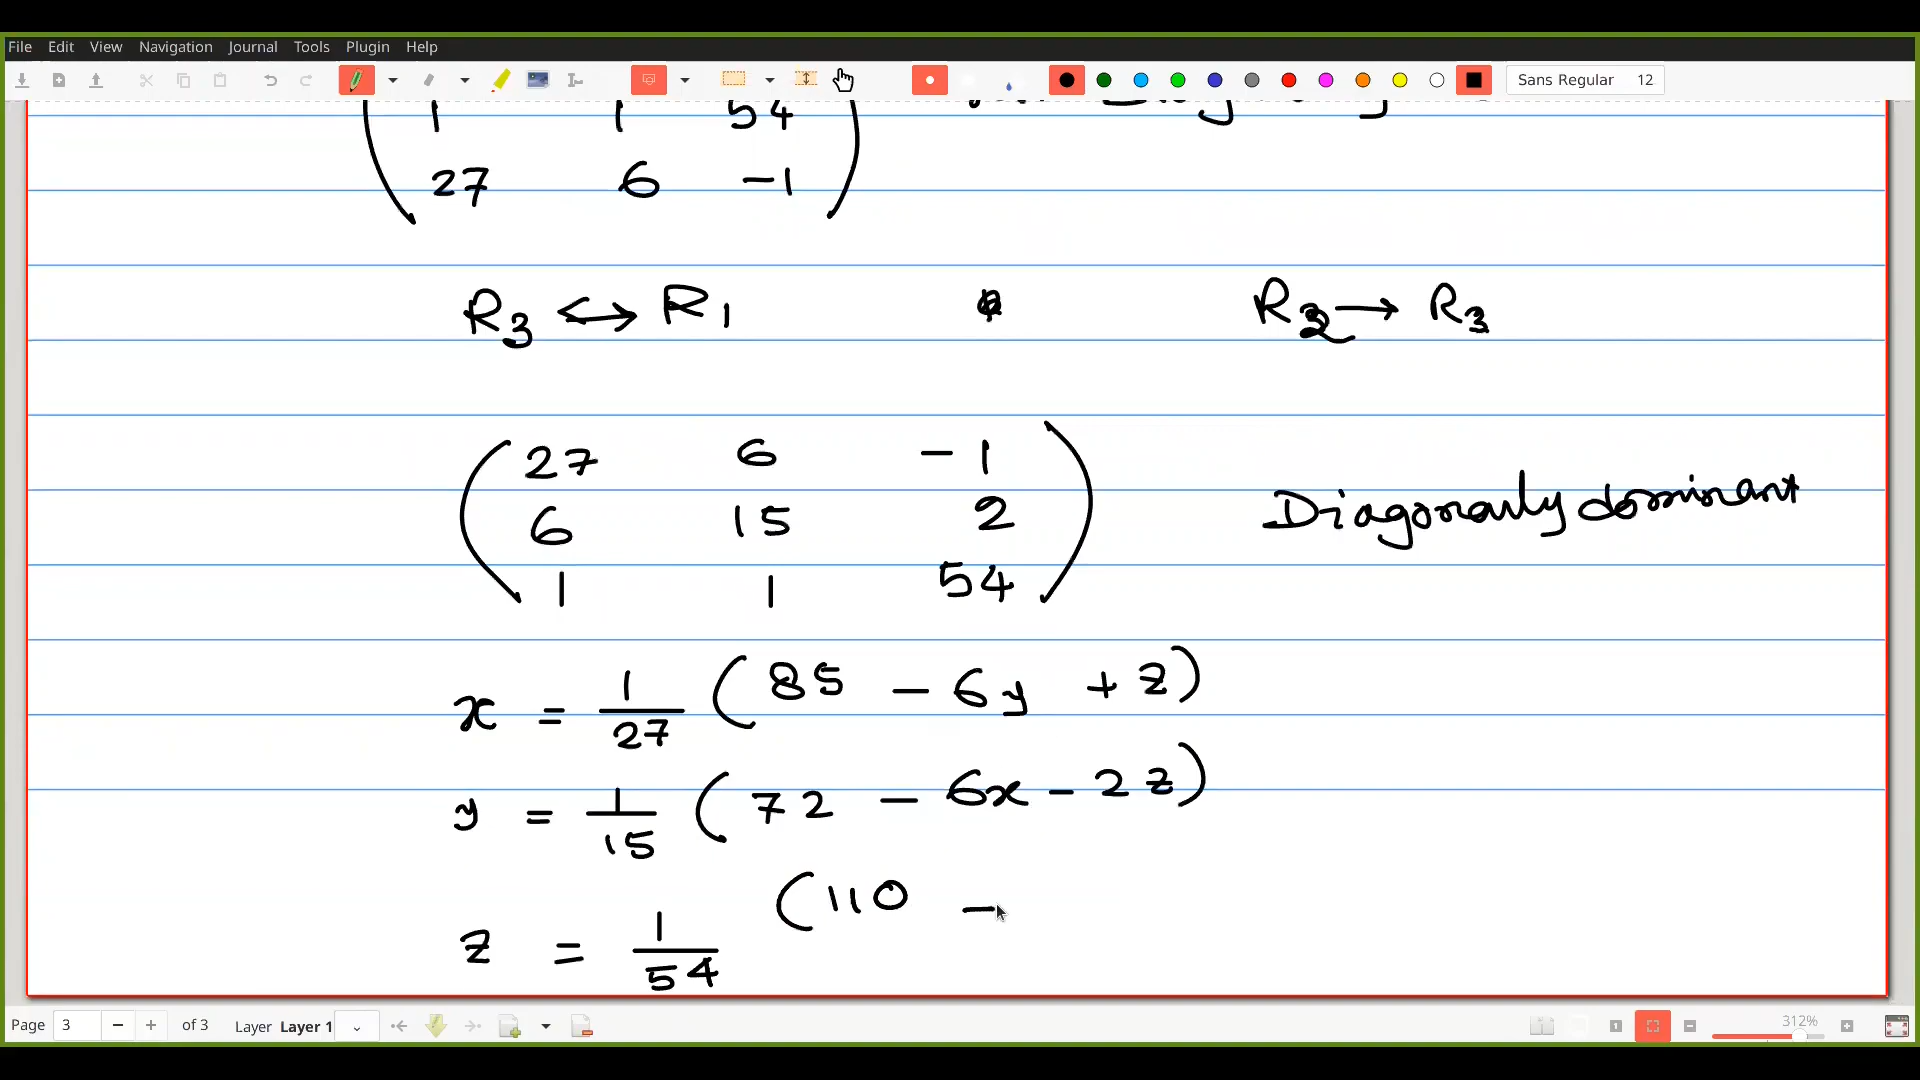 File Edit View Navigation Journal Tools Plugin Help
Sans Regular 12
1 1 54
27 6 -1
R3 ↔ R1 R2 → R3
27 6 -1
6 15 2 Diagonally dominant
1 1 54
x = 1/27 (85 - 6y + z)
y = 1/15 (72 - 6x - 2z)
z = 1/54 (110 -
Page 3 of 3 Layer Layer 1 312%